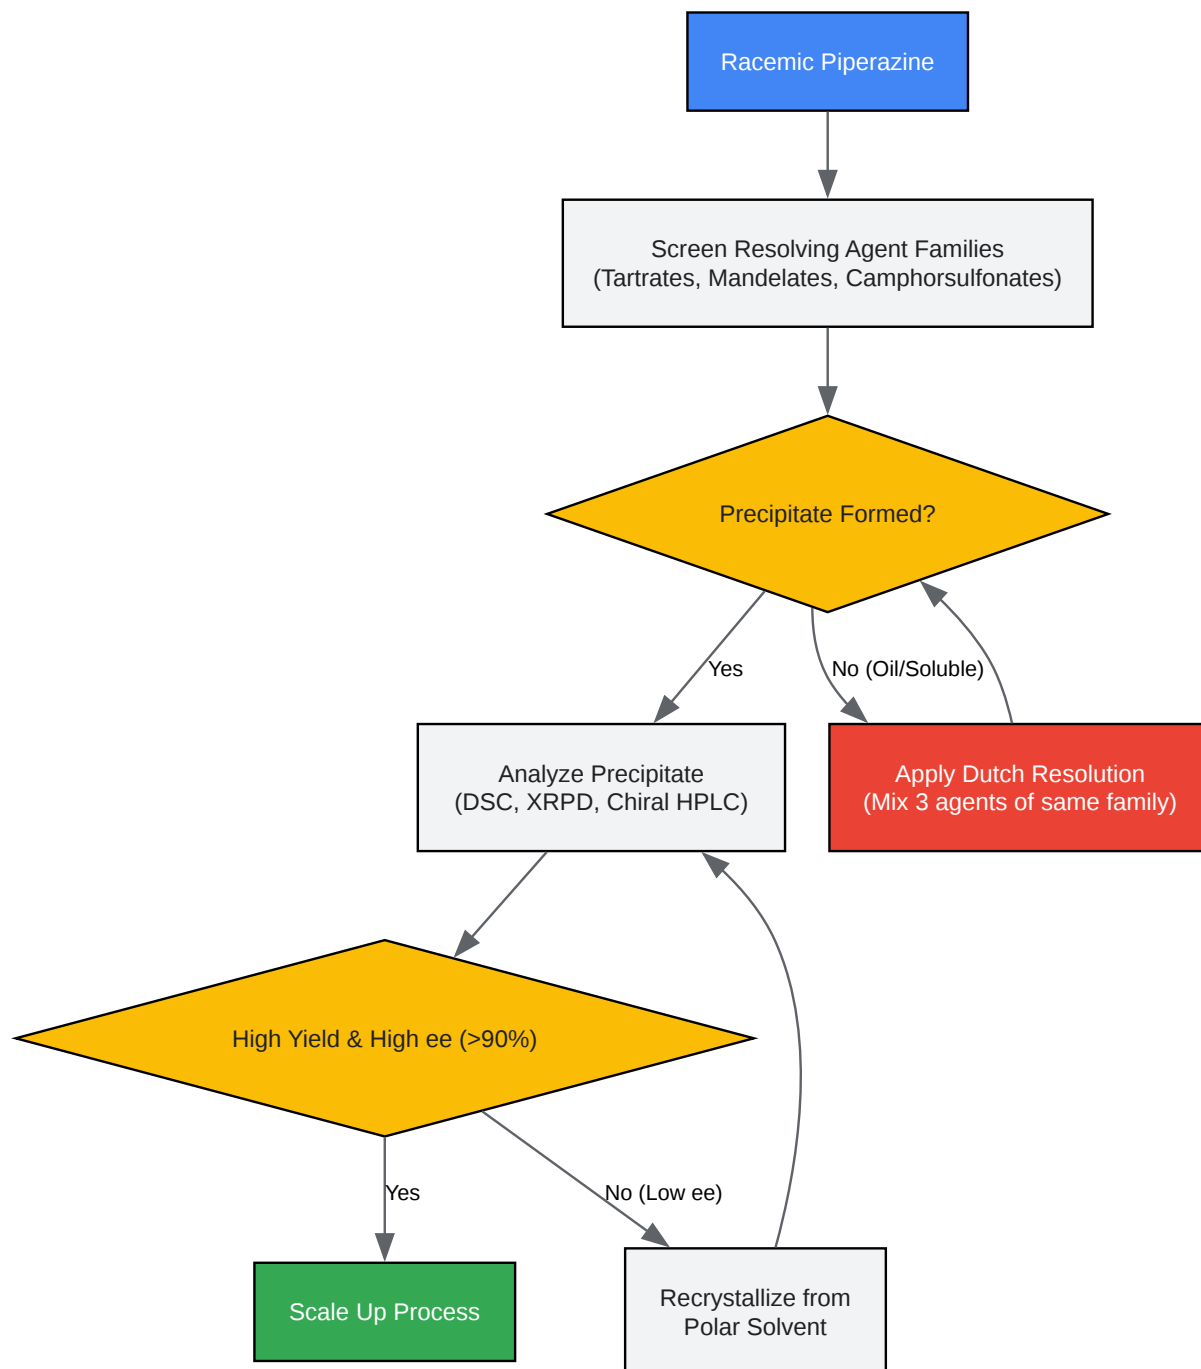 Racemic Piperazine
Screen Resolving Agent Families
(Tartrates, Mandelates, Camphorsulfonates)
Precipitate Formed?
Yes
No (Oil/Soluble)
Analyze Precipitate
(DSC, XRPD, Chiral HPLC)
Apply Dutch Resolution
(Mix 3 agents of same family)
High Yield & High ee (>90%)
Yes
No (Low ee)
Scale Up Process
Recrystallize from
Polar Solvent